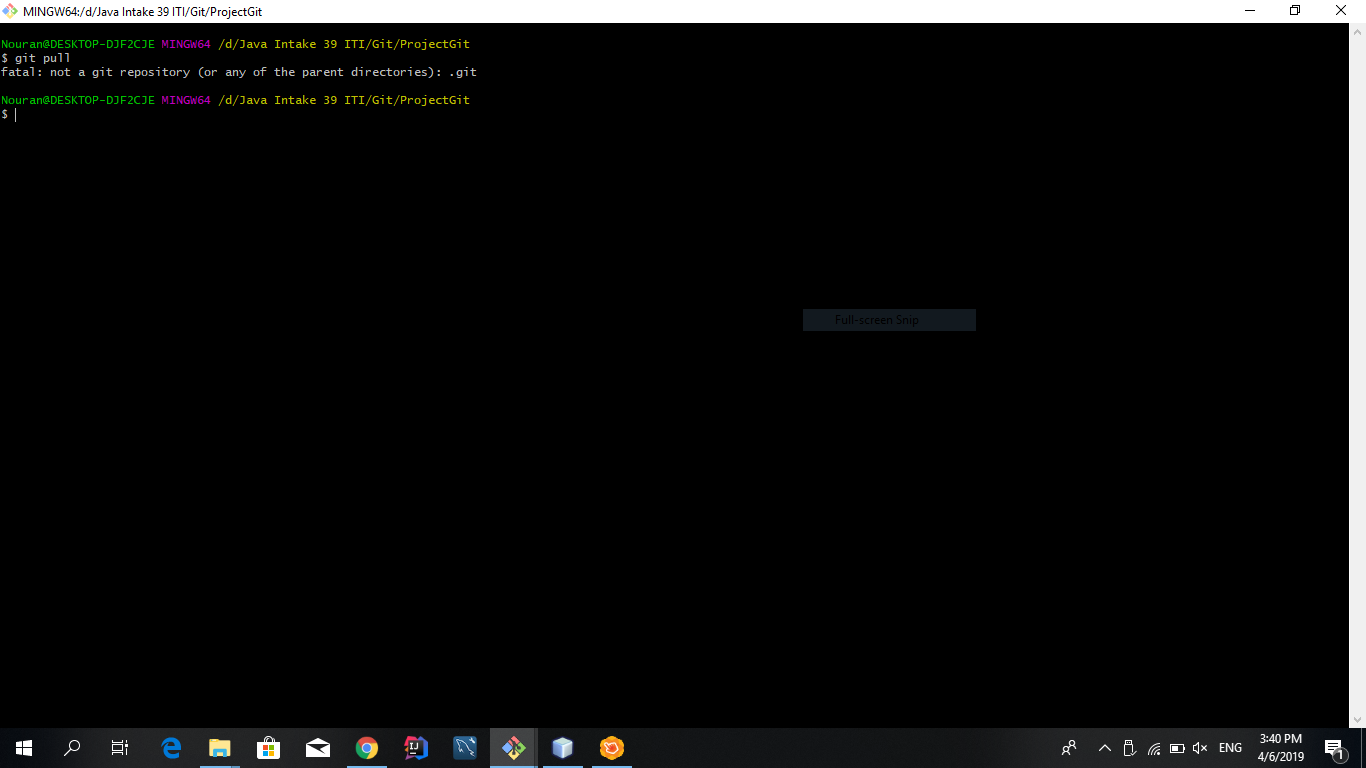 MINGW64:/d/Java Intake 39 ITI/Git/ProjectGit
Nouran@DESKTOP-DJF2CJE MINGW64 /d/Java Intake 39 ITI/Git/ProjectGit
$ git pull
fatal: not a git repository (or any of the parent directories): .git
Nouran@DESKTOP-DJF2CJE MINGW64 /d/Java Intake 39 ITI/Git/ProjectGit
$
Full-screen Snip
ENG
3:40 PM
4/6/2019
1